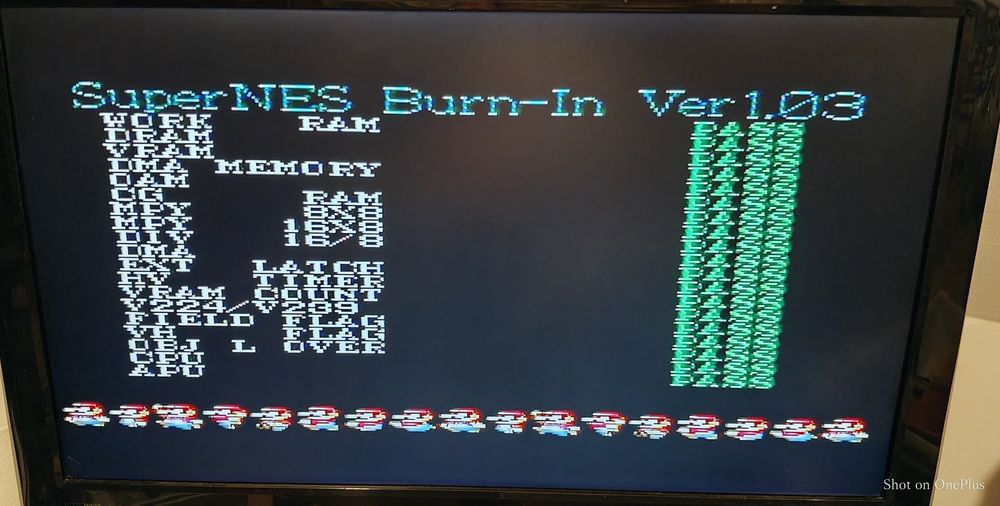 SuperNES Burn-In Ver1.03
WORK RAM PASS
DRAM PASS
VRAM PASS
DMA MEMORY PASS
OAM PASS
CG RAM PASS
MPY 8X8 PASS
MPY 16X8 PASS
DIV 16/8 PASS
DMA PASS
EXT LATCH PASS
HV TIMER PASS
VRAM COUNT PASS
V224/V239 PASS
FIELD FLAG PASS
VH FLAG PASS
OBJ L OVER PASS
CPU PASS
APU PASS
Shot on OnePlus